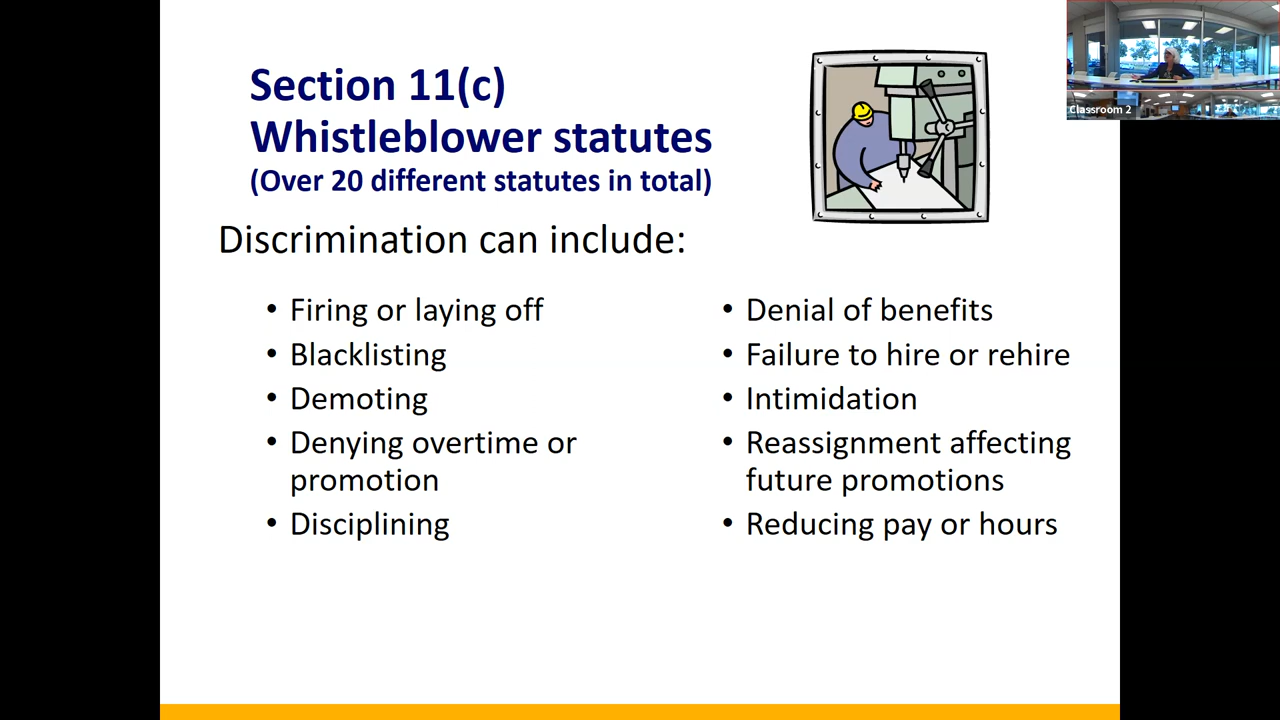 Section 11(c)
Whistleblower statutes
(Over 20 different statutes in total)
Discrimination can include:
• Firing or laying off
• Blacklisting
• Demoting
• Denying overtime or
promotion
• Disciplining
• Denial of benefits
• Failure to hire or rehire
• Intimidation
• Reassignment affecting
future promotions
• Reducing pay or hours
Classroom 2